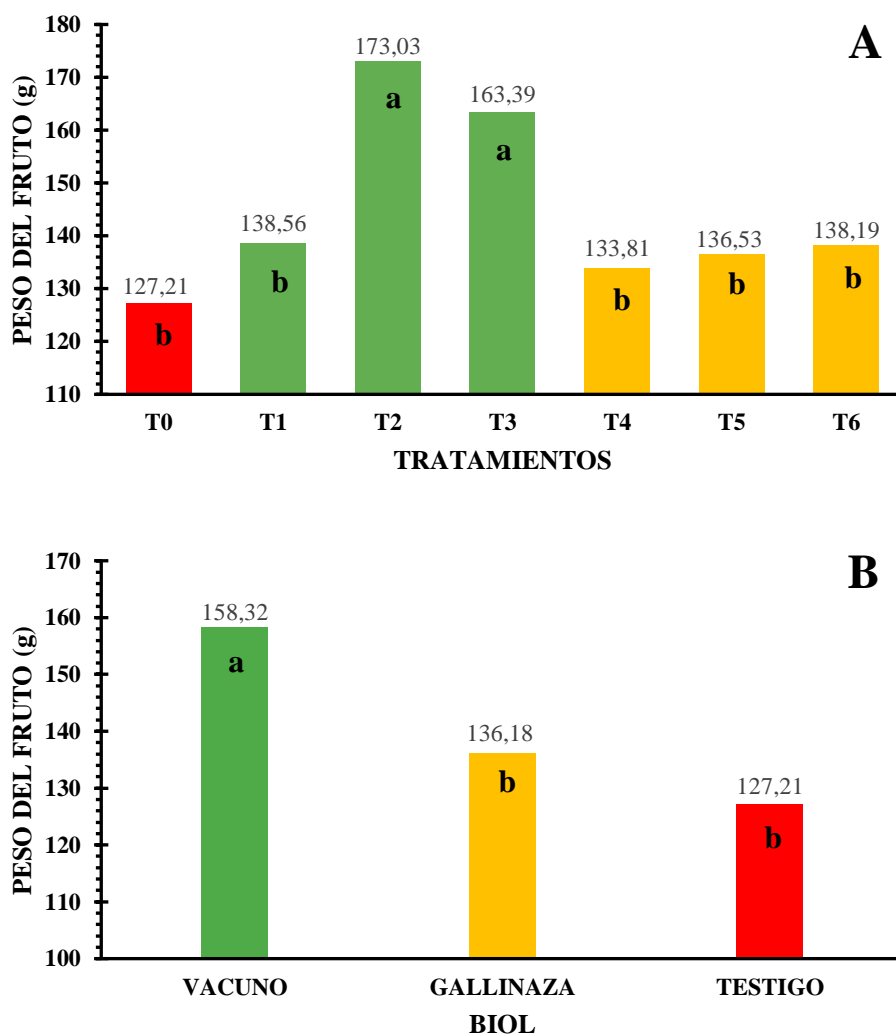 A
PESO DEL FRUTO (g)
180
170
160
150
140
130
120
110
127,21
138,56
173,03
163,39
133,81
136,53
138,19
b
b
a
a
b
b
b
T0 T1 T2 T3 T4 T5 T6
TRATAMIENTOS
B
PESO DEL FRUTO (g)
170
160
150
140
130
120
110
100
158,32
136,18
127,21
a
b
b
VACUNO GALLINAZA TESTIGO
BIOL